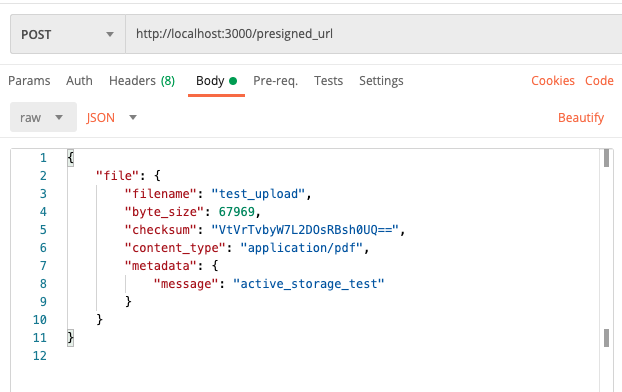 POST http://localhost:3000/presigned_url
Params Auth Headers (8) Body Pre-req. Tests Settings Cookies Code
raw JSON Beautify
1 {
2 "file": {
3 "filename": "test_upload",
4 "byte_size": 67969,
5 "checksum": "VtVrTvbyW7L2DOsRBsh0UQ==",
6 "content_type": "application/pdf",
7 "metadata": {
8 "message": "active_storage_test"
9 }
10 }
11 }
12